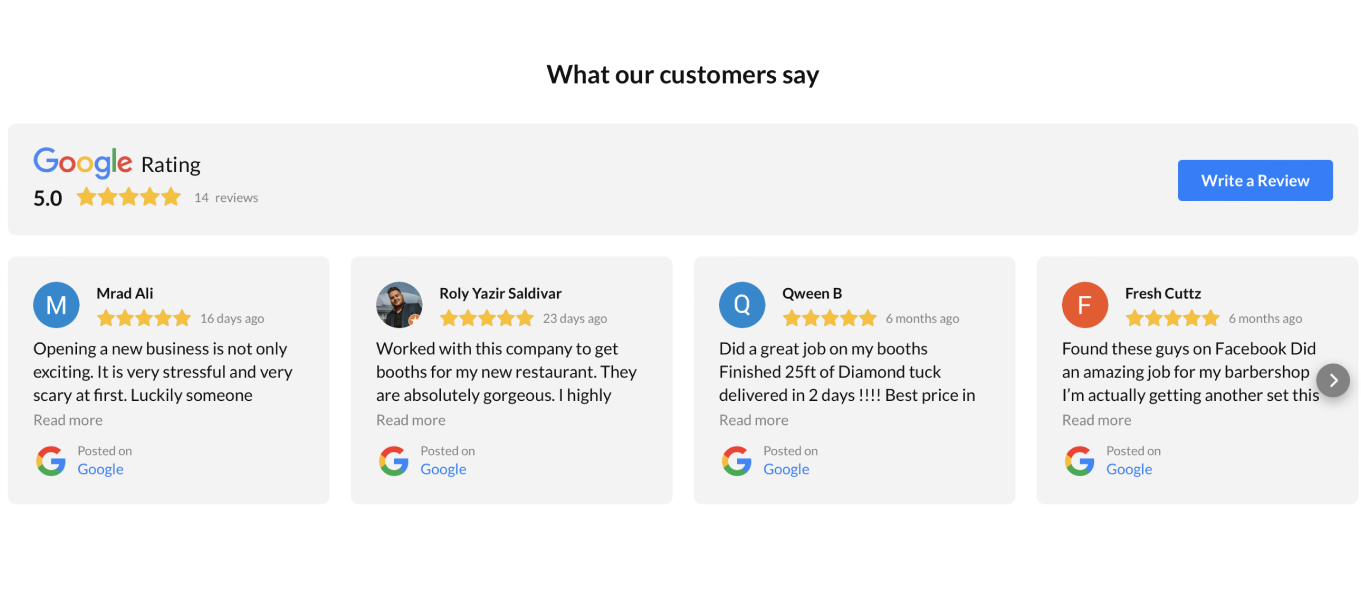 What our customers say
Google Rating
5.0 14 reviews
Write a Review
M
Mrad Ali
16 days ago
Opening a new business is not only
exciting. It is very stressful and very
scary at first. Luckily someone
Read more
Posted on
Google
Roly Yazir Saldivar
23 days ago
Worked with this company to get
booths for my new restaurant. They
are absolutely gorgeous. I highly
Read more
Posted on
Google
Q
Qween B
6 months ago
Did a great job on my booths
Finished 25ft of Diamond tuck
delivered in 2 days !!!! Best price in
Read more
Posted on
Google
F
Fresh Cuttz
6 months ago
Found these guys on Facebook Did
an amazing job for my barbershop
I’m actually getting another set this
Read more
Posted on
Google